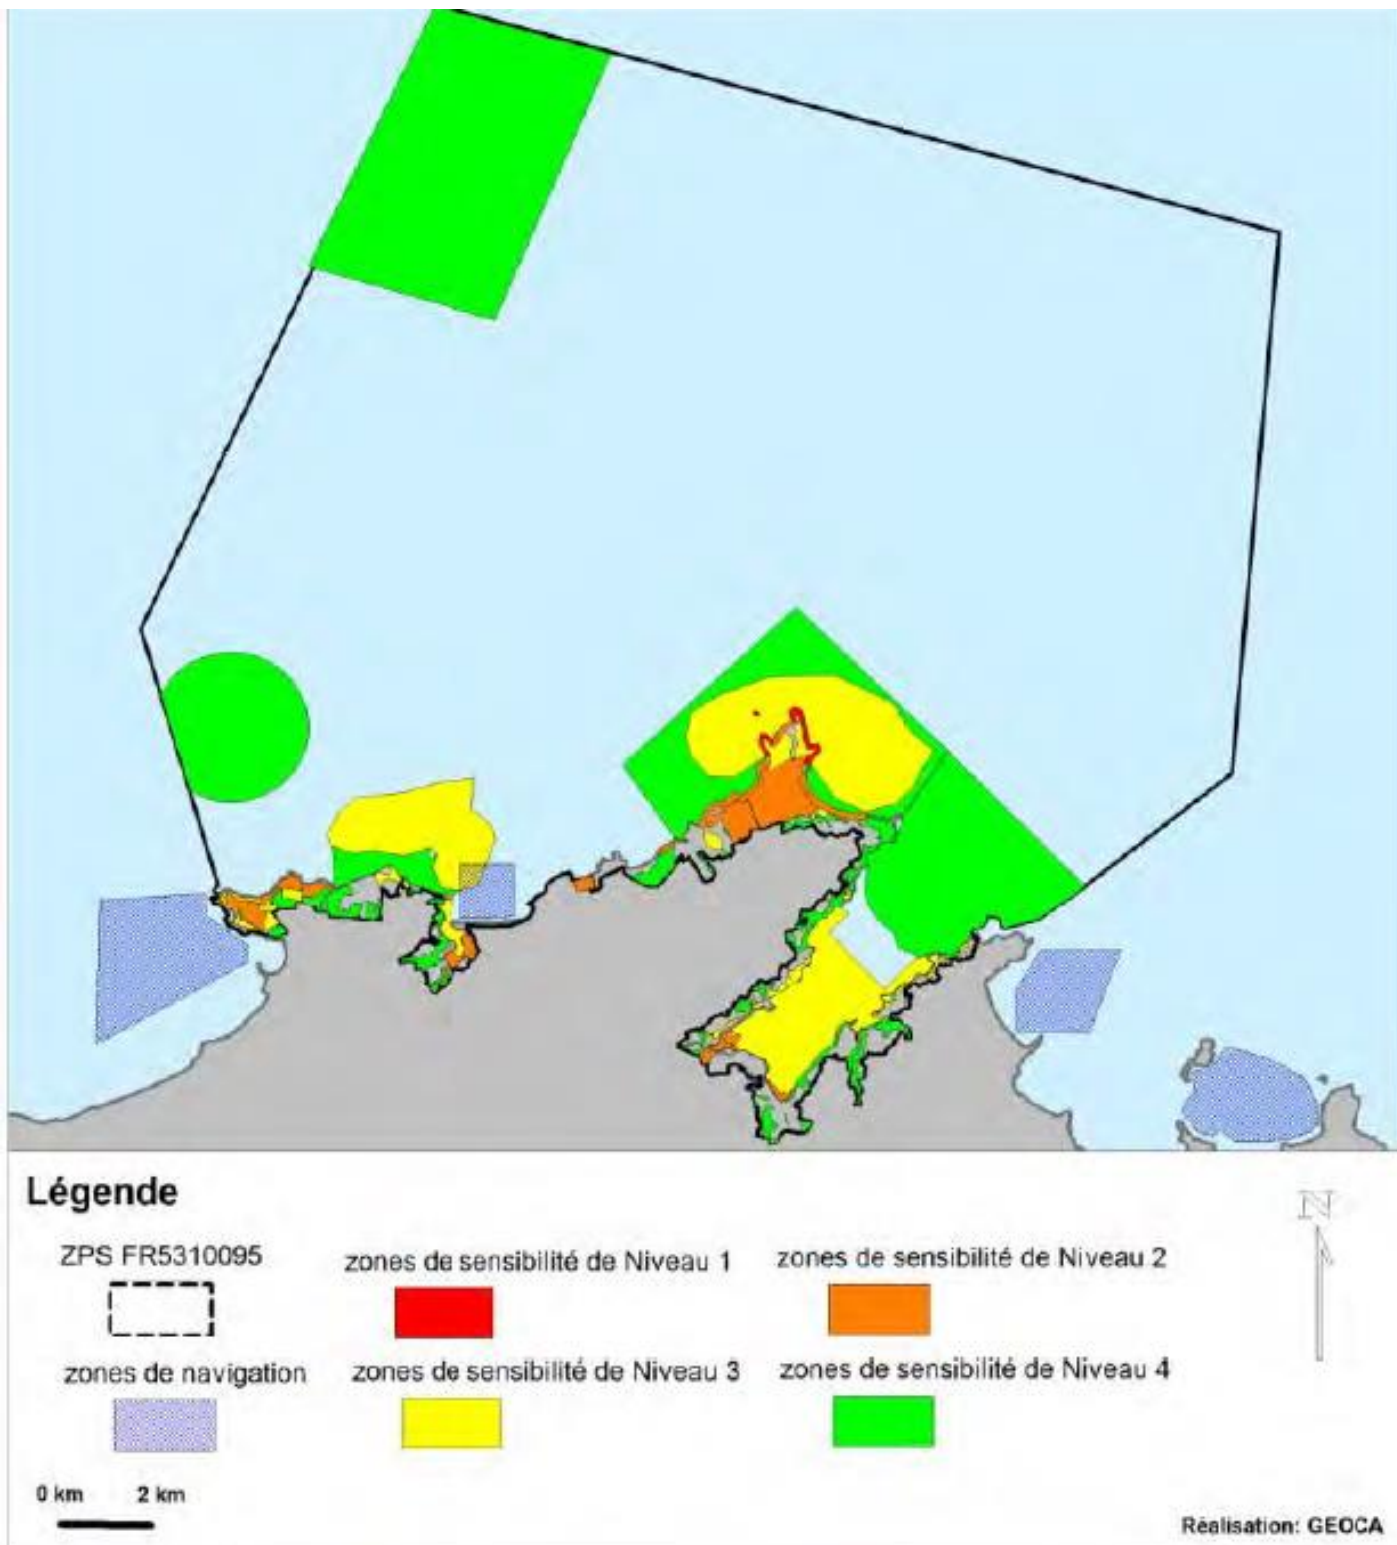 Légende
N
ZPS FR5310095
zones de sensibilité de Niveau 1
zones de sensibilité de Niveau 2
zones de navigation
zones de sensibilité de Niveau 3
zones de sensibilité de Niveau 4
0 km 2 km
Réalisation: GEOCA